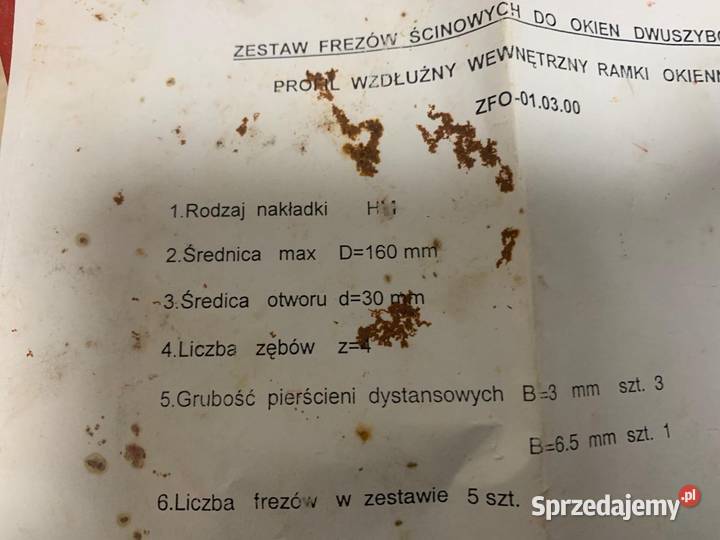 ZESTAW FREZÓW ŚCINOWYCH DO OKIEN DWUSZYBO
PROFIL WZDŁUŻNY WEWNĘTRZNY RAMKI OKIENN
ZFO-01.03.00
1.Rodzaj nakładki
2.Średnica max D=160 mm
3.Średica otworu d=30 mm
4.Liczba zębów z=4
5.Grubość pierścieni dystansowych B=3 mm szt. 3
B=6.5 mm szt. 1
6.Liczba frezów w zestawie 5 szt.
Sprzedajemy.pl